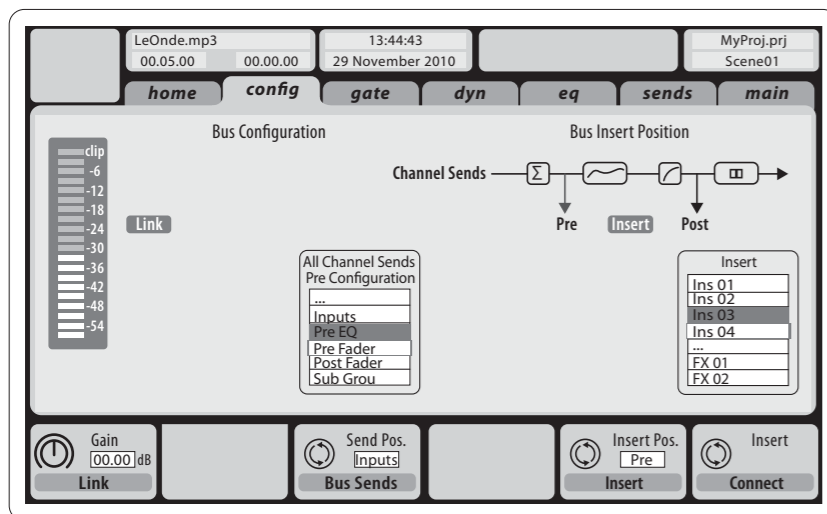 LeOnde.mp3
00.05.00 00.00.00
13:44:43
29 November 2010
MyProj.prj
Scene01
home config gate dyn eq sends main
Bus Configuration
Bus Insert Position
clip
-6
-12
-18
-24
-30
-36
-42
-48
-54
Link
Channel Sends
Σ
Pre Insert Post
All Channel Sends
Pre Configuration
...
Inputs
Pre EQ
Pre Fader
Post Fader
Sub Grou
Insert
Ins 01
Ins 02
Ins 03
Ins 04
...
FX 01
FX 02
Gain
00.00 dB
Link
Send Pos.
Inputs
Bus Sends
Insert Pos.
Pre
Insert
Insert
Connect